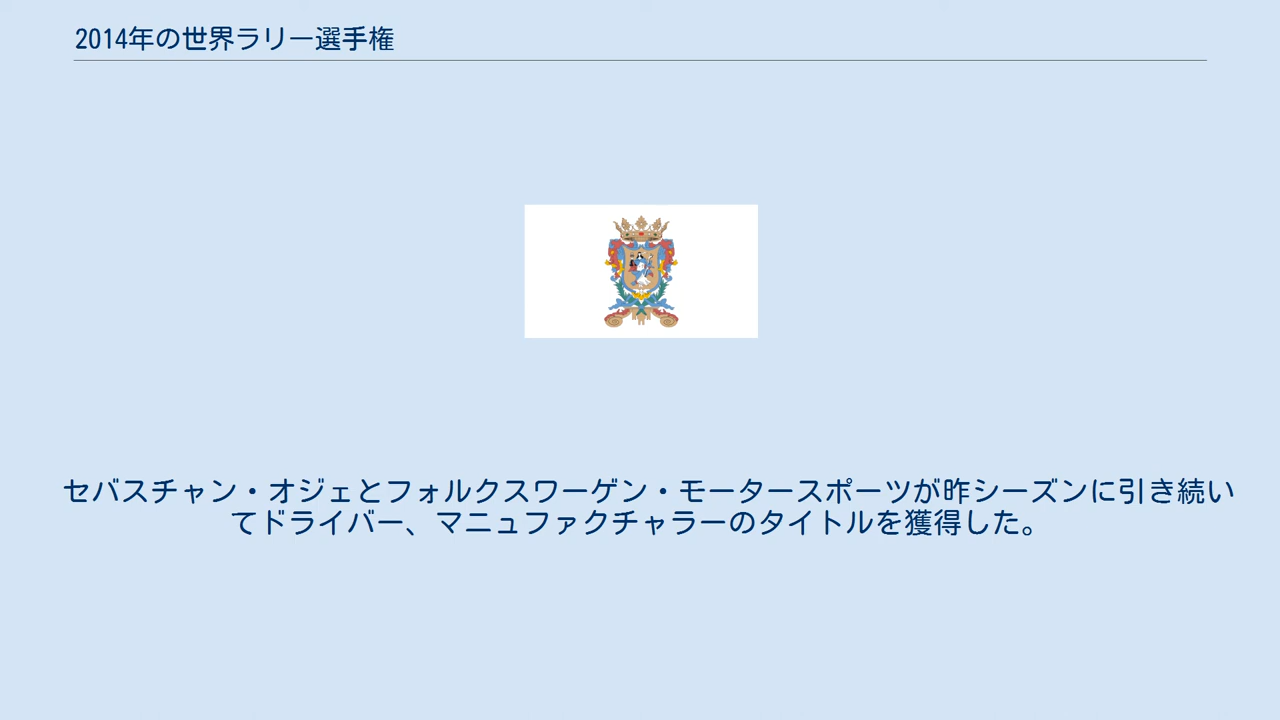 2014年の世界ラリー選手権
セバスチャン・オジェとフォルクスワーゲン・モータースポーツが昨シーズンに引き続い
てドライバー、マニュファクチャラーのタイトルを獲得した。